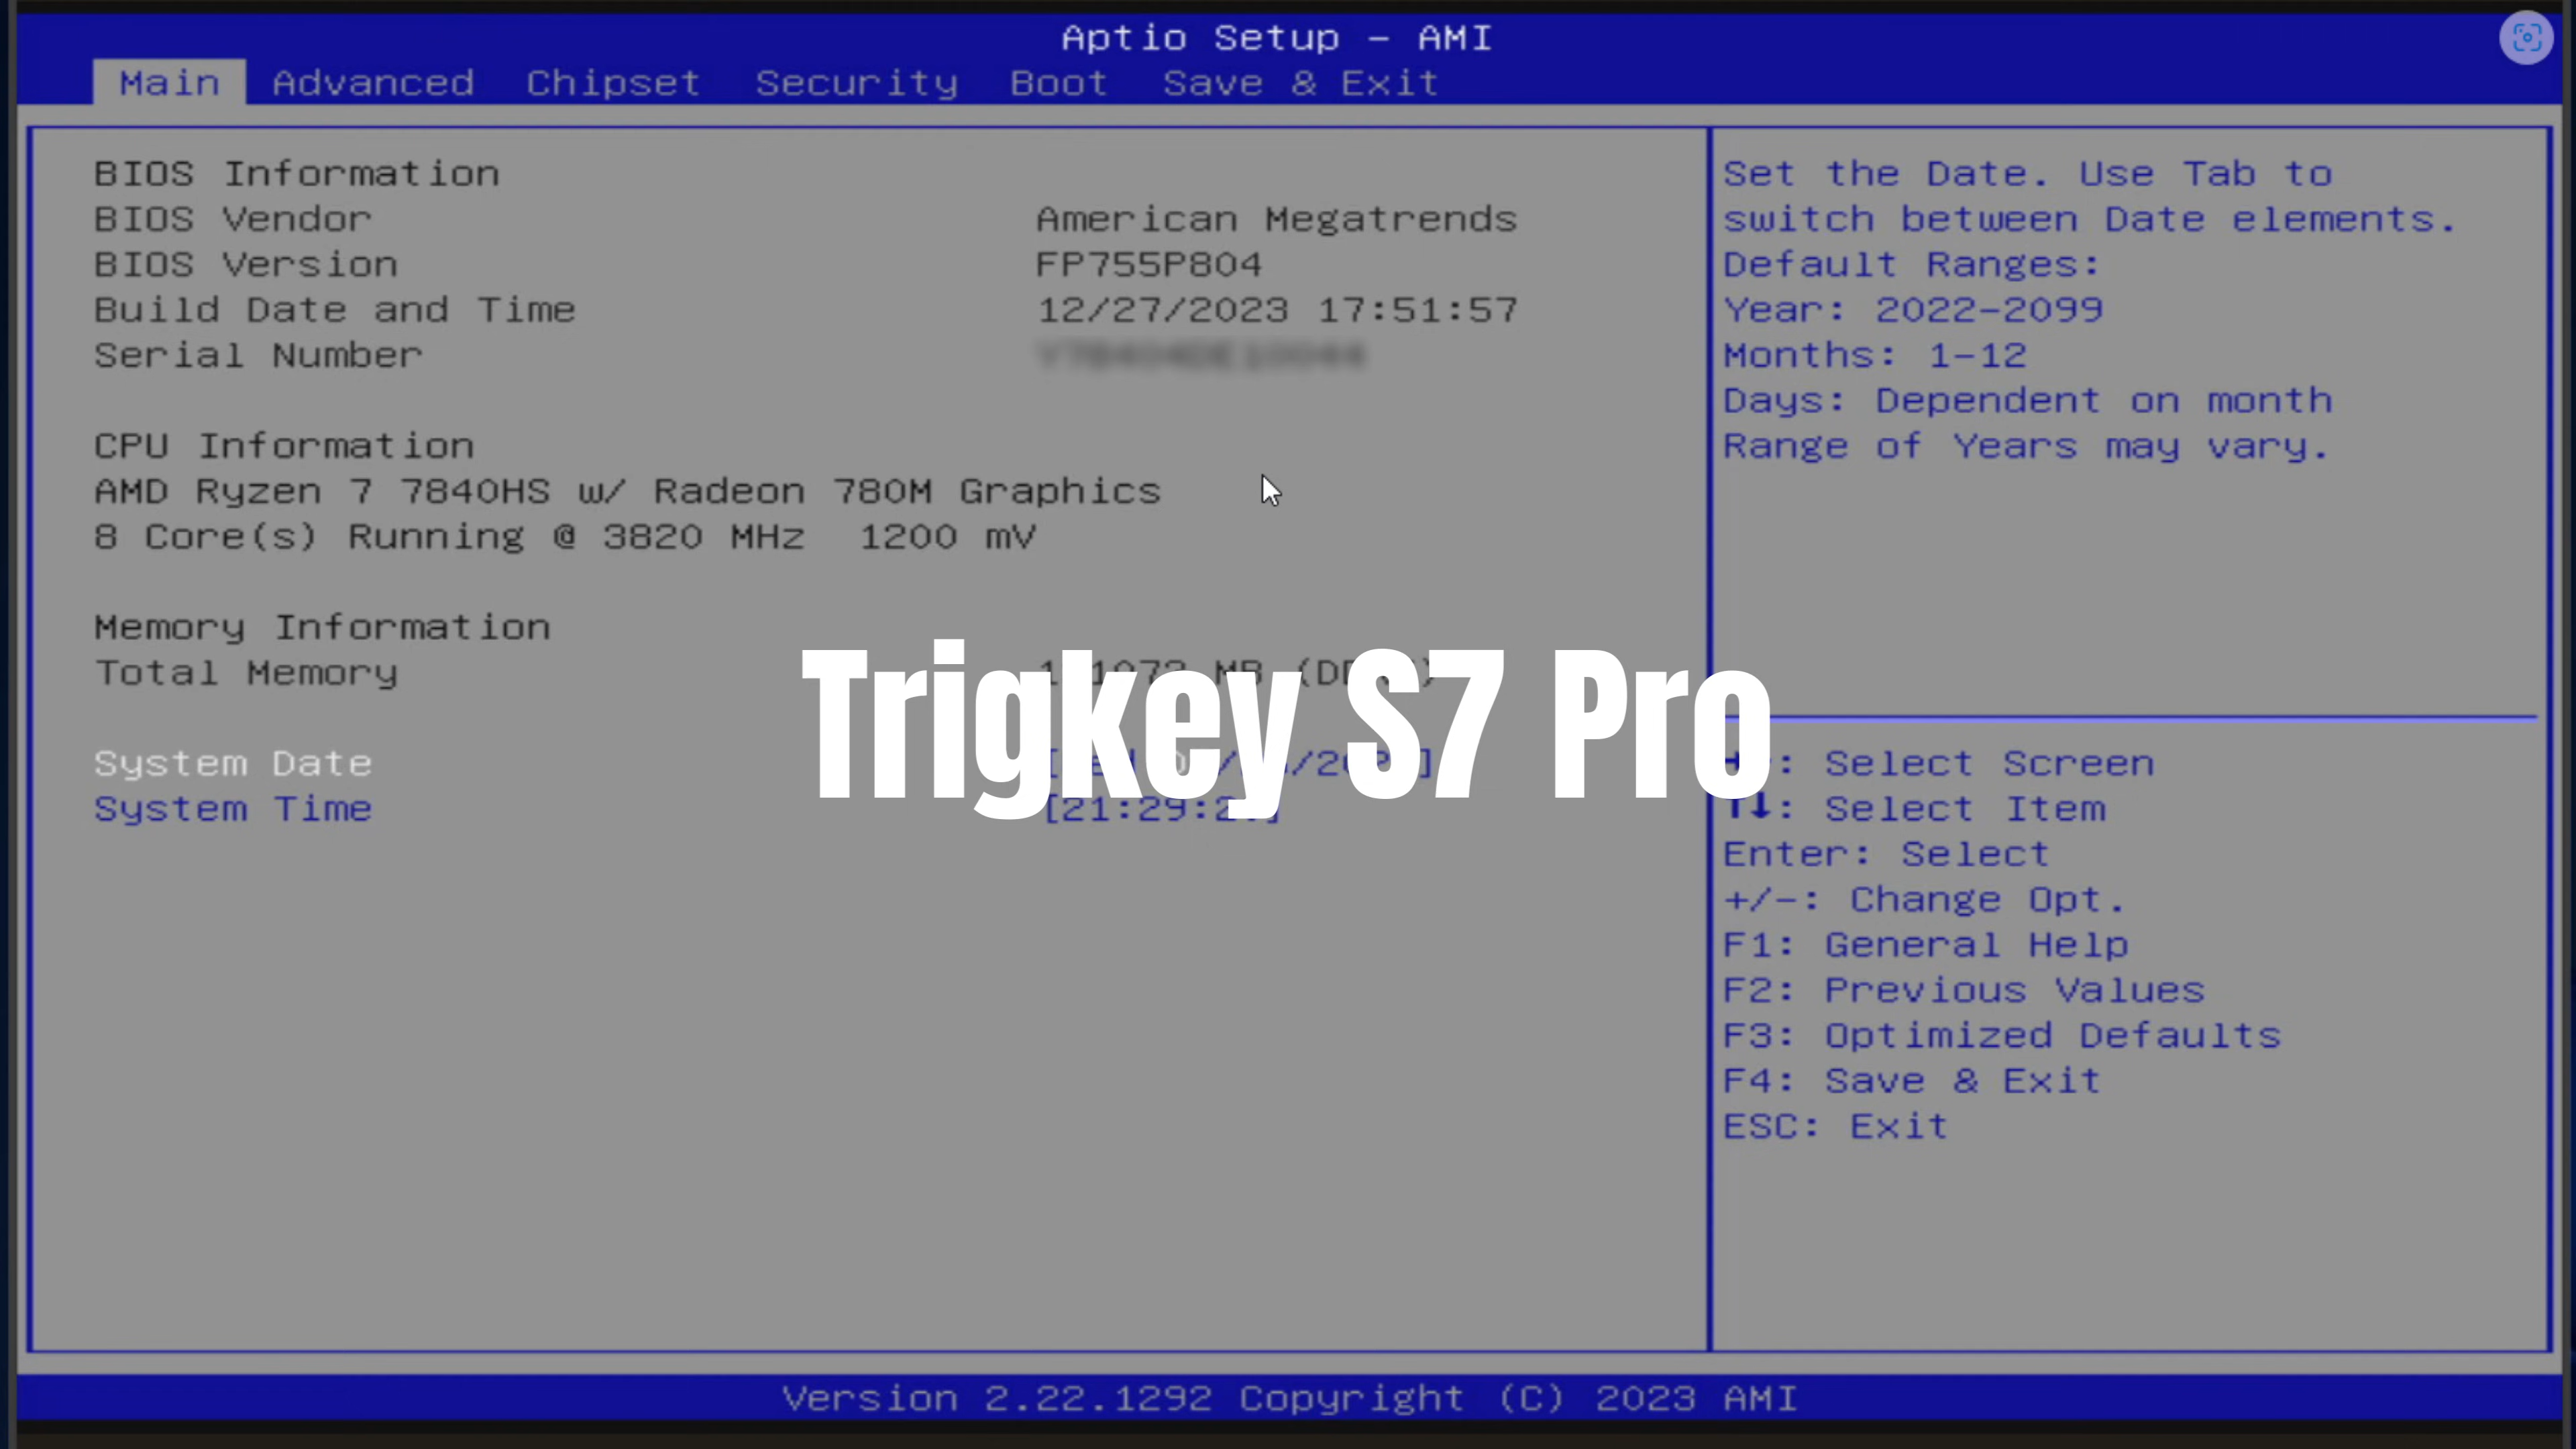 Aptio Setup - AMI
Main Advanced Chipset Security Boot Save & Exit
BIOS Information
BIOS Vendor American Megatrends
BIOS Version FP755P804
Build Date and Time 12/27/2023 17:51:57
Serial Number
CPU Information
AMD Ryzen 7 7840HS w/ Radeon 780M Graphics
8 Core(s) Running @ 3820 MHz 1200 mV
Memory Information
Total Memory MB
System Date
System Time
Trigkey S7 Pro
Set the Date. Use Tab to
switch between Date elements.
Default Ranges:
Year: 2022-2099
Months: 1-12
Days: Dependent on month
Range of Years may vary.
: Select Screen
↑↓: Select Item
Enter: Select
+/-: Change Opt.
F1: General Help
F2: Previous Values
F3: Optimized Defaults
F4: Save & Exit
ESC: Exit
Version 2.22.1292 Copyright (C) 2023 AMI